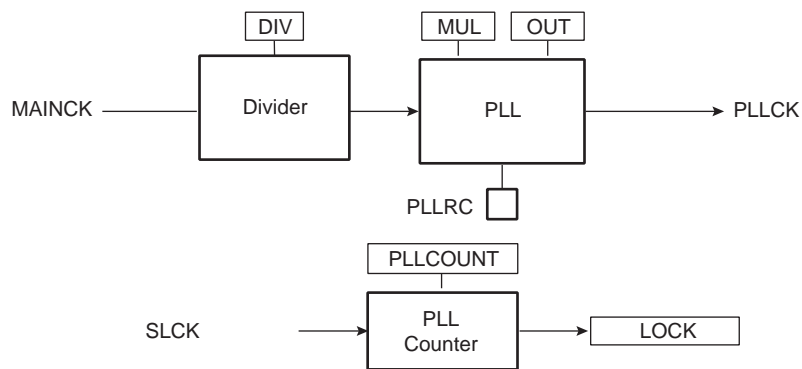 DIV
MUL
OUT
MAINCK
Divider
PLL
PLLCK
PLLRC
PLLCOUNT
SLCK
PLL
Counter
LOCK